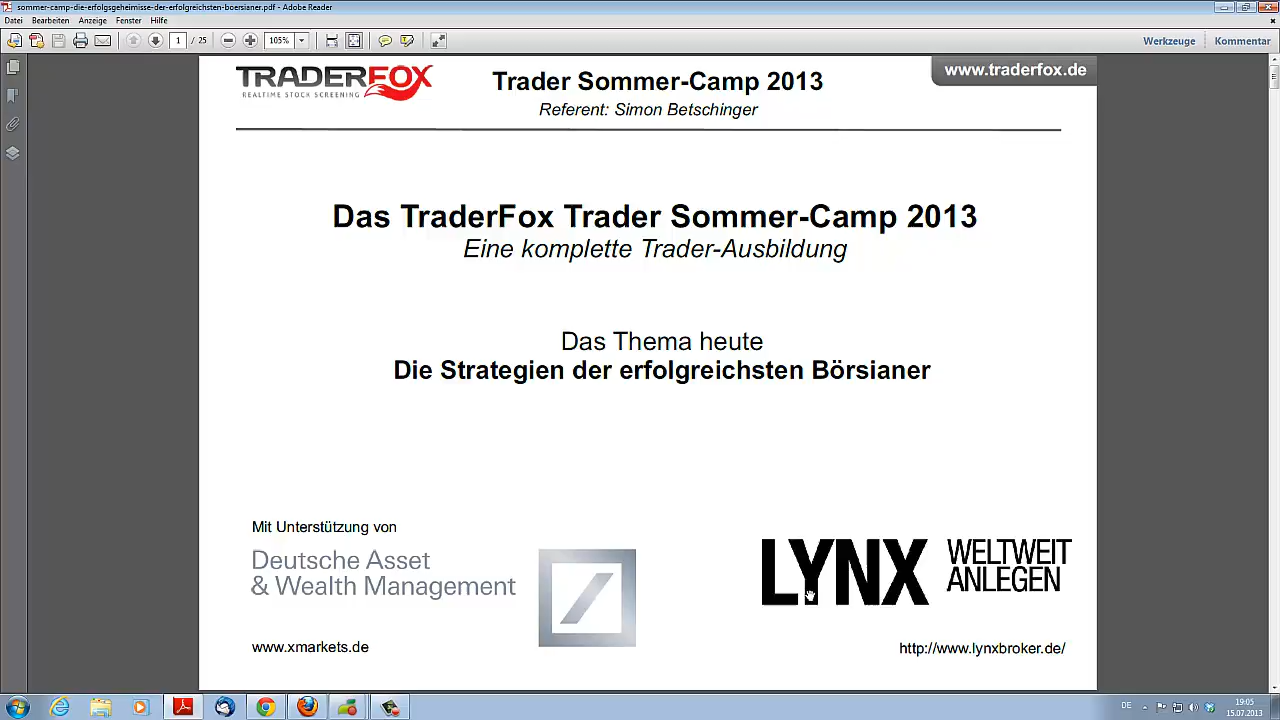 sommer-camp-die-erfolgsgeheimisse-der-erfolgreichsten-boersianer.pdf - Adobe Reader
Datei Bearbeiten Anzeige Fenster Hilfe
1 / 25 105% Werkzeuge Kommentar
TRADERFOX
REALTIME STOCK SCREENING
Trader Sommer-Camp 2013
Referent: Simon Betschinger
www.traderfox.de
Das TraderFox Trader Sommer-Camp 2013
Eine komplette Trader-Ausbildung
Das Thema heute
Die Strategien der erfolgreichsten Börsianer
Mit Unterstützung von
Deutsche Asset
& Wealth Management
www.xmarkets.de
LYNX
WELTWEIT
ANLEGEN
http://www.lynxbroker.de/
DE
19:05
15.07.2013